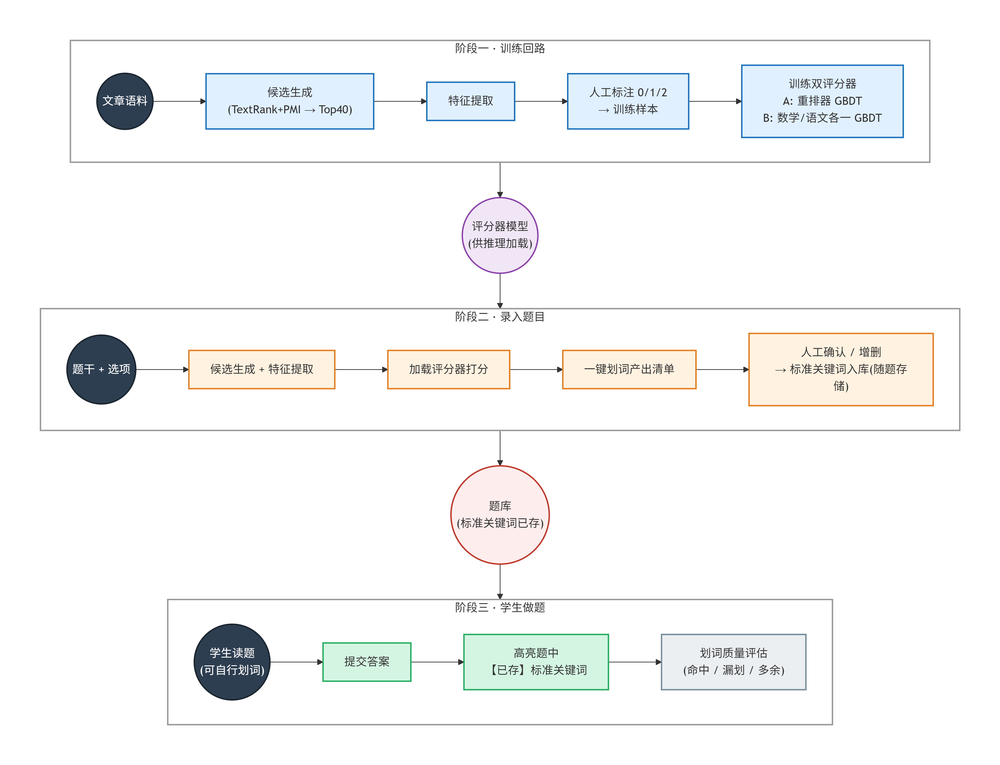 阶段一 · 训练回路
文章语料
候选生成
(TextRank+PMI → Top40)
特征提取
人工标注 0/1/2
→ 训练样本
训练双评分器
A: 重排器 GBDT
B: 数学/语文各一 GBDT
评分器模型
(供推理加载)
阶段二 · 录入题目
题干 + 选项
候选生成 + 特征提取
加载评分器打分
一键划词产出清单
人工确认 / 增删
→ 标准关键词入库(随题存
储)
题库
(标准关键词已存)
阶段三 · 学生做题
学生读题
(可自行划词)
提交答案
高亮题中
【已存】标准关键词
划词质量评估
(命中 / 漏划 / 多余)